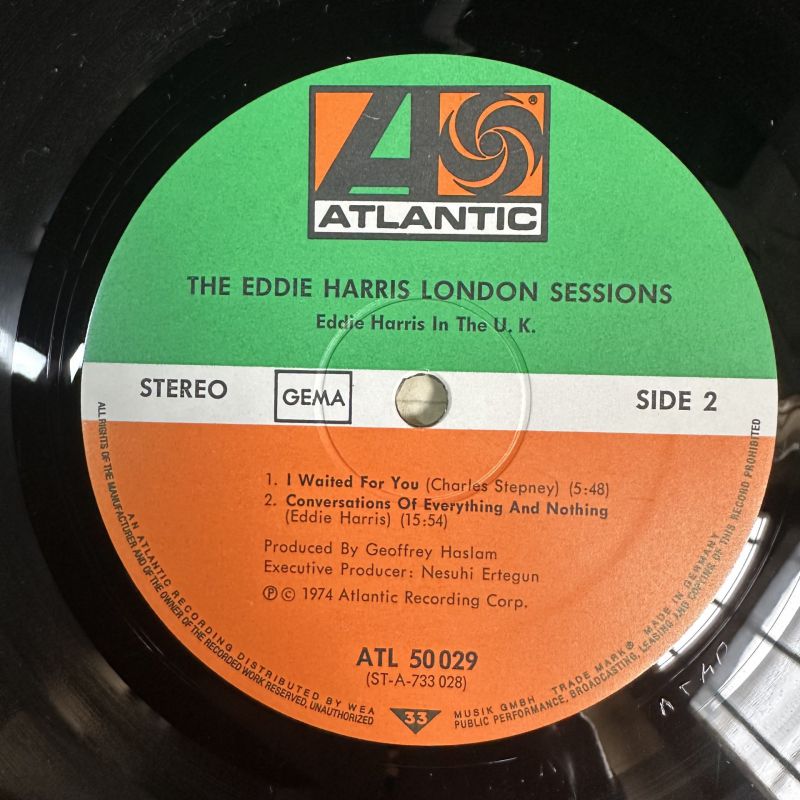 ATLANTIC
®
THE EDDIE HARRIS LONDON SESSIONS
Eddie Harris In The U. K.
STEREO
GEMA
SIDE 2
1. I Waited For You (Charles Stepney) (5:48)
2. Conversations Of Everything And Nothing
(Eddie Harris) (15:54)
Produced By Geoffrey Haslam
Executive Producer: Nesuhi Ertegun
℗ © 1974 Atlantic Recording Corp.
ATL 50 029
(ST-A-733 028)
33
AN ATLANTIC RECORDING DISTRIBUTED BY WEA MUSIK GMBH TRADE MARK® MADE IN GERMANY
ALL RIGHTS OF THE MANUFACTURER AND OF THE OWNER OF THE RECORDED WORK RESERVED, UNAUTHORIZED PUBLIC PERFORMANCE, BROADCASTING, LEASING AND COPYING OF THIS RECORD PROHIBITED